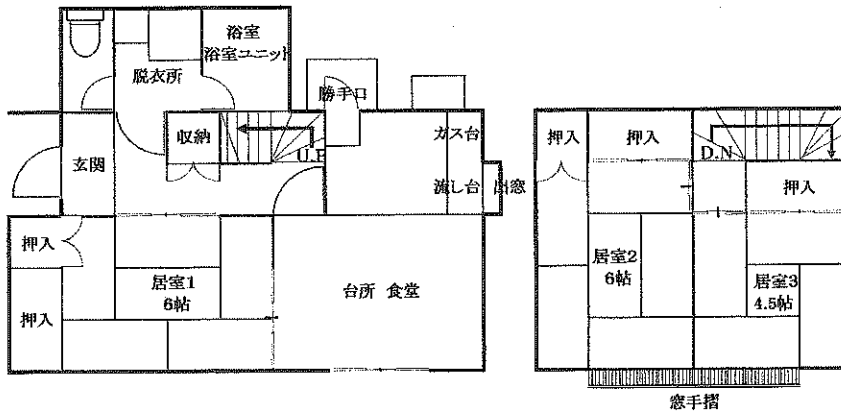 浴室
浴室ユニット
脱衣所
勝手口
収納
U.P
ガス台
玄関
流し台
出窓
押入
押入
居室1
6帖
台所 食堂
押入
押入
D.N
押入
居室2
6帖
居室3
4.5帖
窓手摺